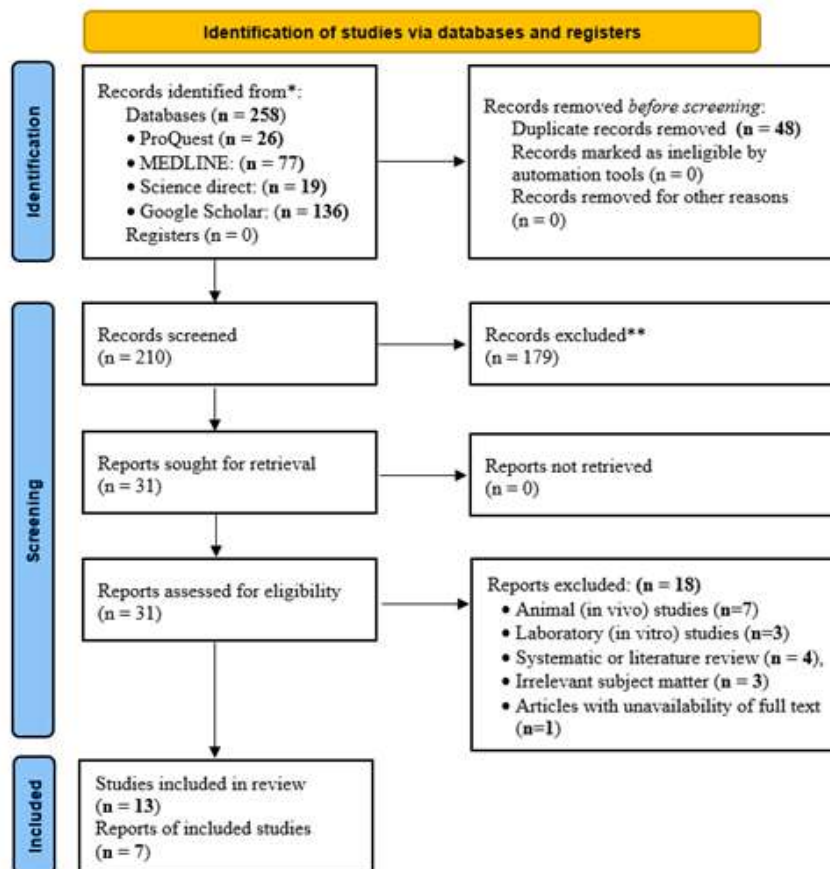 Identification of studies via databases and registers
Identification
Records identified from*:
Databases (n = 258)
• ProQuest (n = 26)
• MEDLINE: (n = 77)
• Science direct: (n = 19)
• Google Scholar: (n = 136)
Registers (n = 0)
Records removed before screening:
Duplicate records removed (n = 48)
Records marked as ineligible by
automation tools (n = 0)
Records removed for other reasons
(n = 0)
Screening
Records screened
(n = 210)
Records excluded**
(n = 179)
Reports sought for retrieval
(n = 31)
Reports not retrieved
(n = 0)
Reports assessed for eligibility
(n = 31)
Reports excluded: (n = 18)
• Animal (in vivo) studies (n=7)
• Laboratory (in vitro) studies (n=3)
• Systematic or literature review (n = 4),
• Irrelevant subject matter (n = 3)
• Articles with unavailability of full text
(n=1)
Included
Studies included in review
(n = 13)
Reports of included studies
(n = 7)